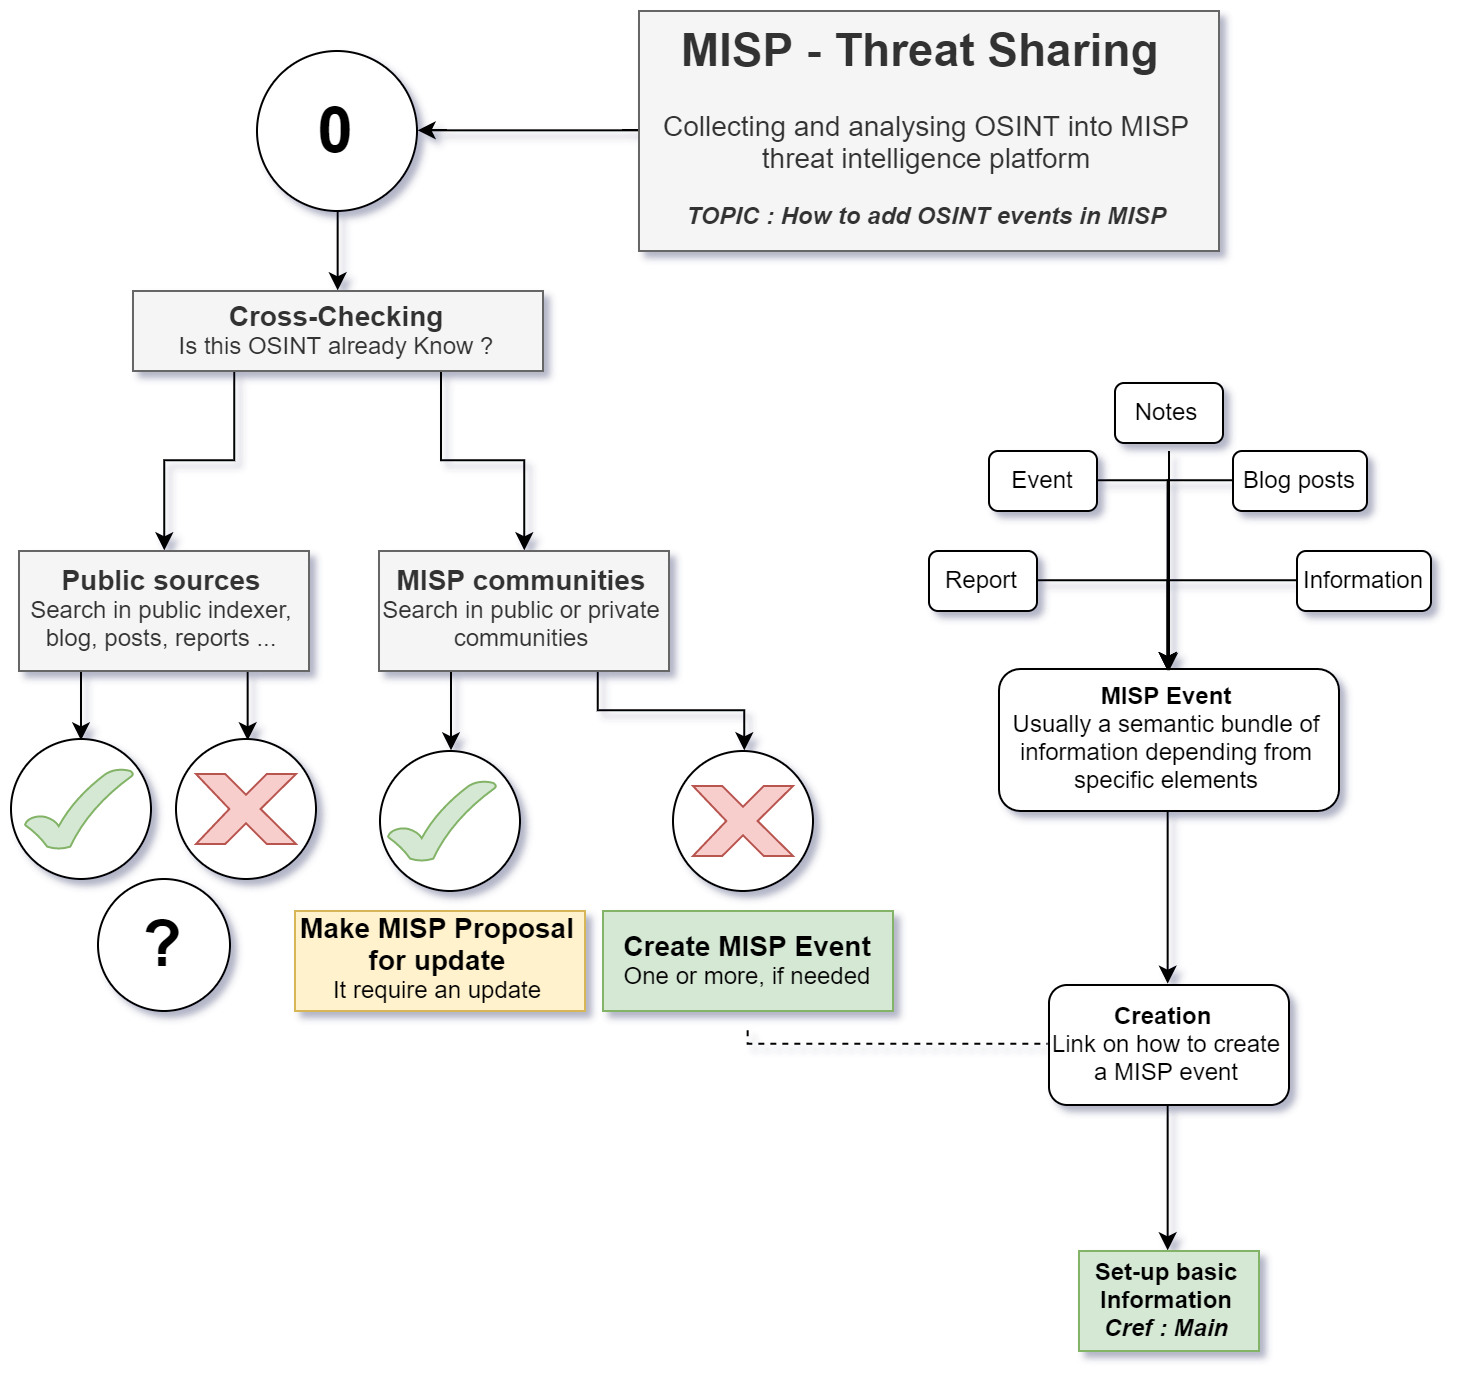 MISP - Threat Sharing
Collecting and analysing OSINT into MISP
threat intelligence platform
TOPIC : How to add OSINT events in MISP
0
Cross-Checking
Is this OSINT already Know ?
Public sources
Search in public indexer,
blog, posts, reports ...
MISP communities
Search in public or private
communities
?
Make MISP Proposal
for update
It require an update
Create MISP Event
One or more, if needed
Notes
Event
Blog posts
Report
Information
MISP Event
Usually a semantic bundle of
information depending from
specific elements
Creation
Link on how to create
a MISP event
Set-up basic
Information
Cref : Main